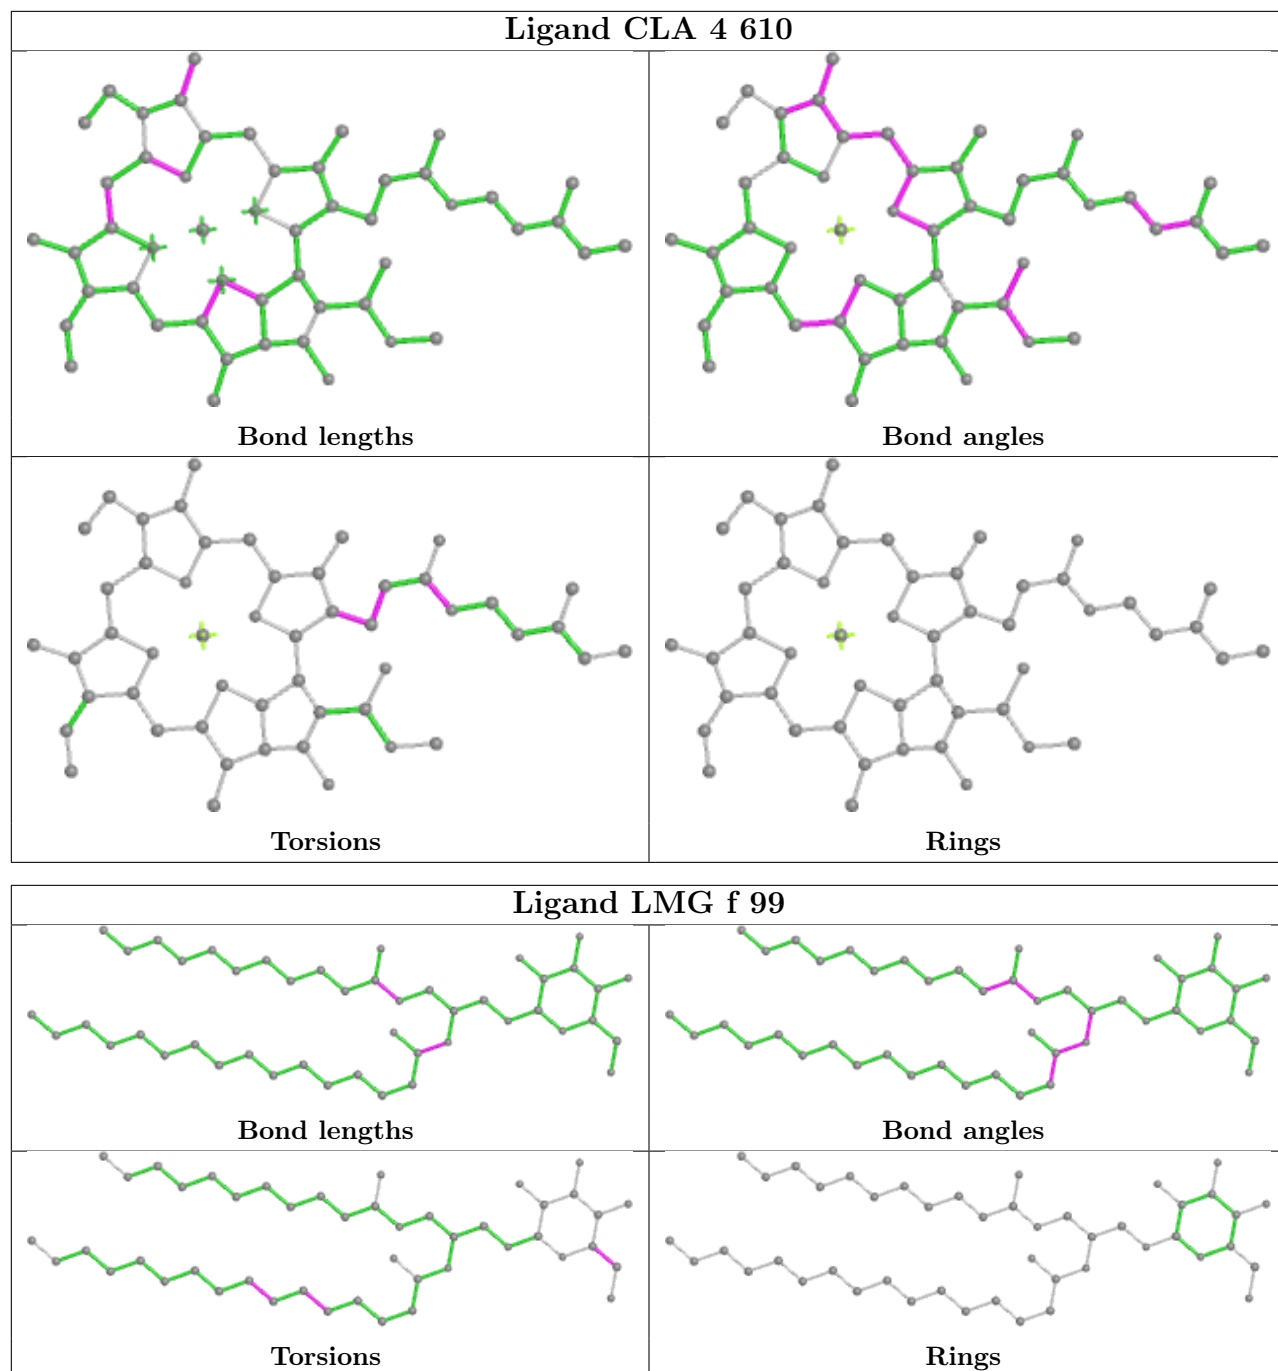 Ligand CLA 4 610
Bond lengths
Bond angles
Torsions
Rings
Ligand LMG f 99
Bond lengths
Bond angles
Torsions
Rings